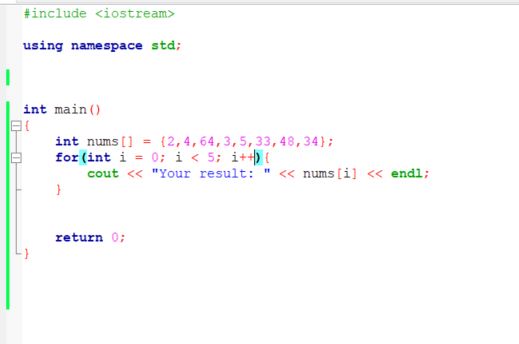 #include <iostream>
using namespace std;
int main()
{
int nums[] = {2,4,64,3,5,33,48,34};
for(int i = 0; i < 5; i++){
cout << "Your result: " << nums[i] << endl;
}
return 0;
}